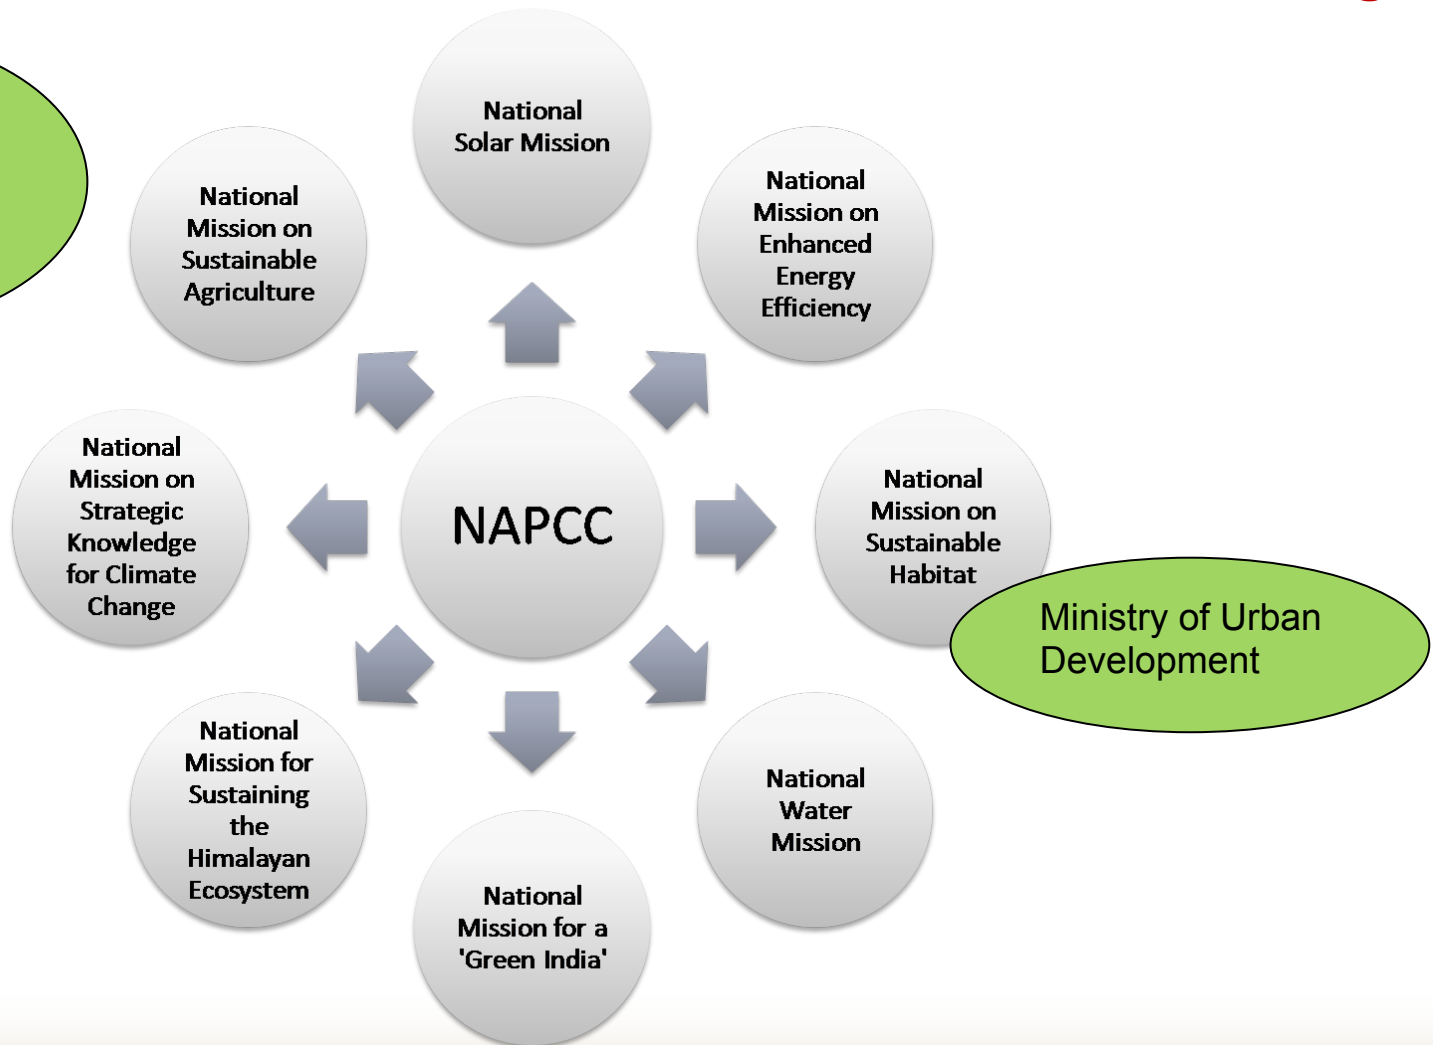 National
Solar Mission
National
Mission on
Enhanced
Energy
Efficiency
National
Mission on
Sustainable
Habitat
Ministry of Urban
Development
National
Water
Mission
National
Mission for a
'Green India'
National
Mission for
Sustaining
the
Himalayan
Ecosystem
National
Mission on
Strategic
Knowledge
for Climate
Change
National
Mission on
Sustainable
Agriculture
NAPCC